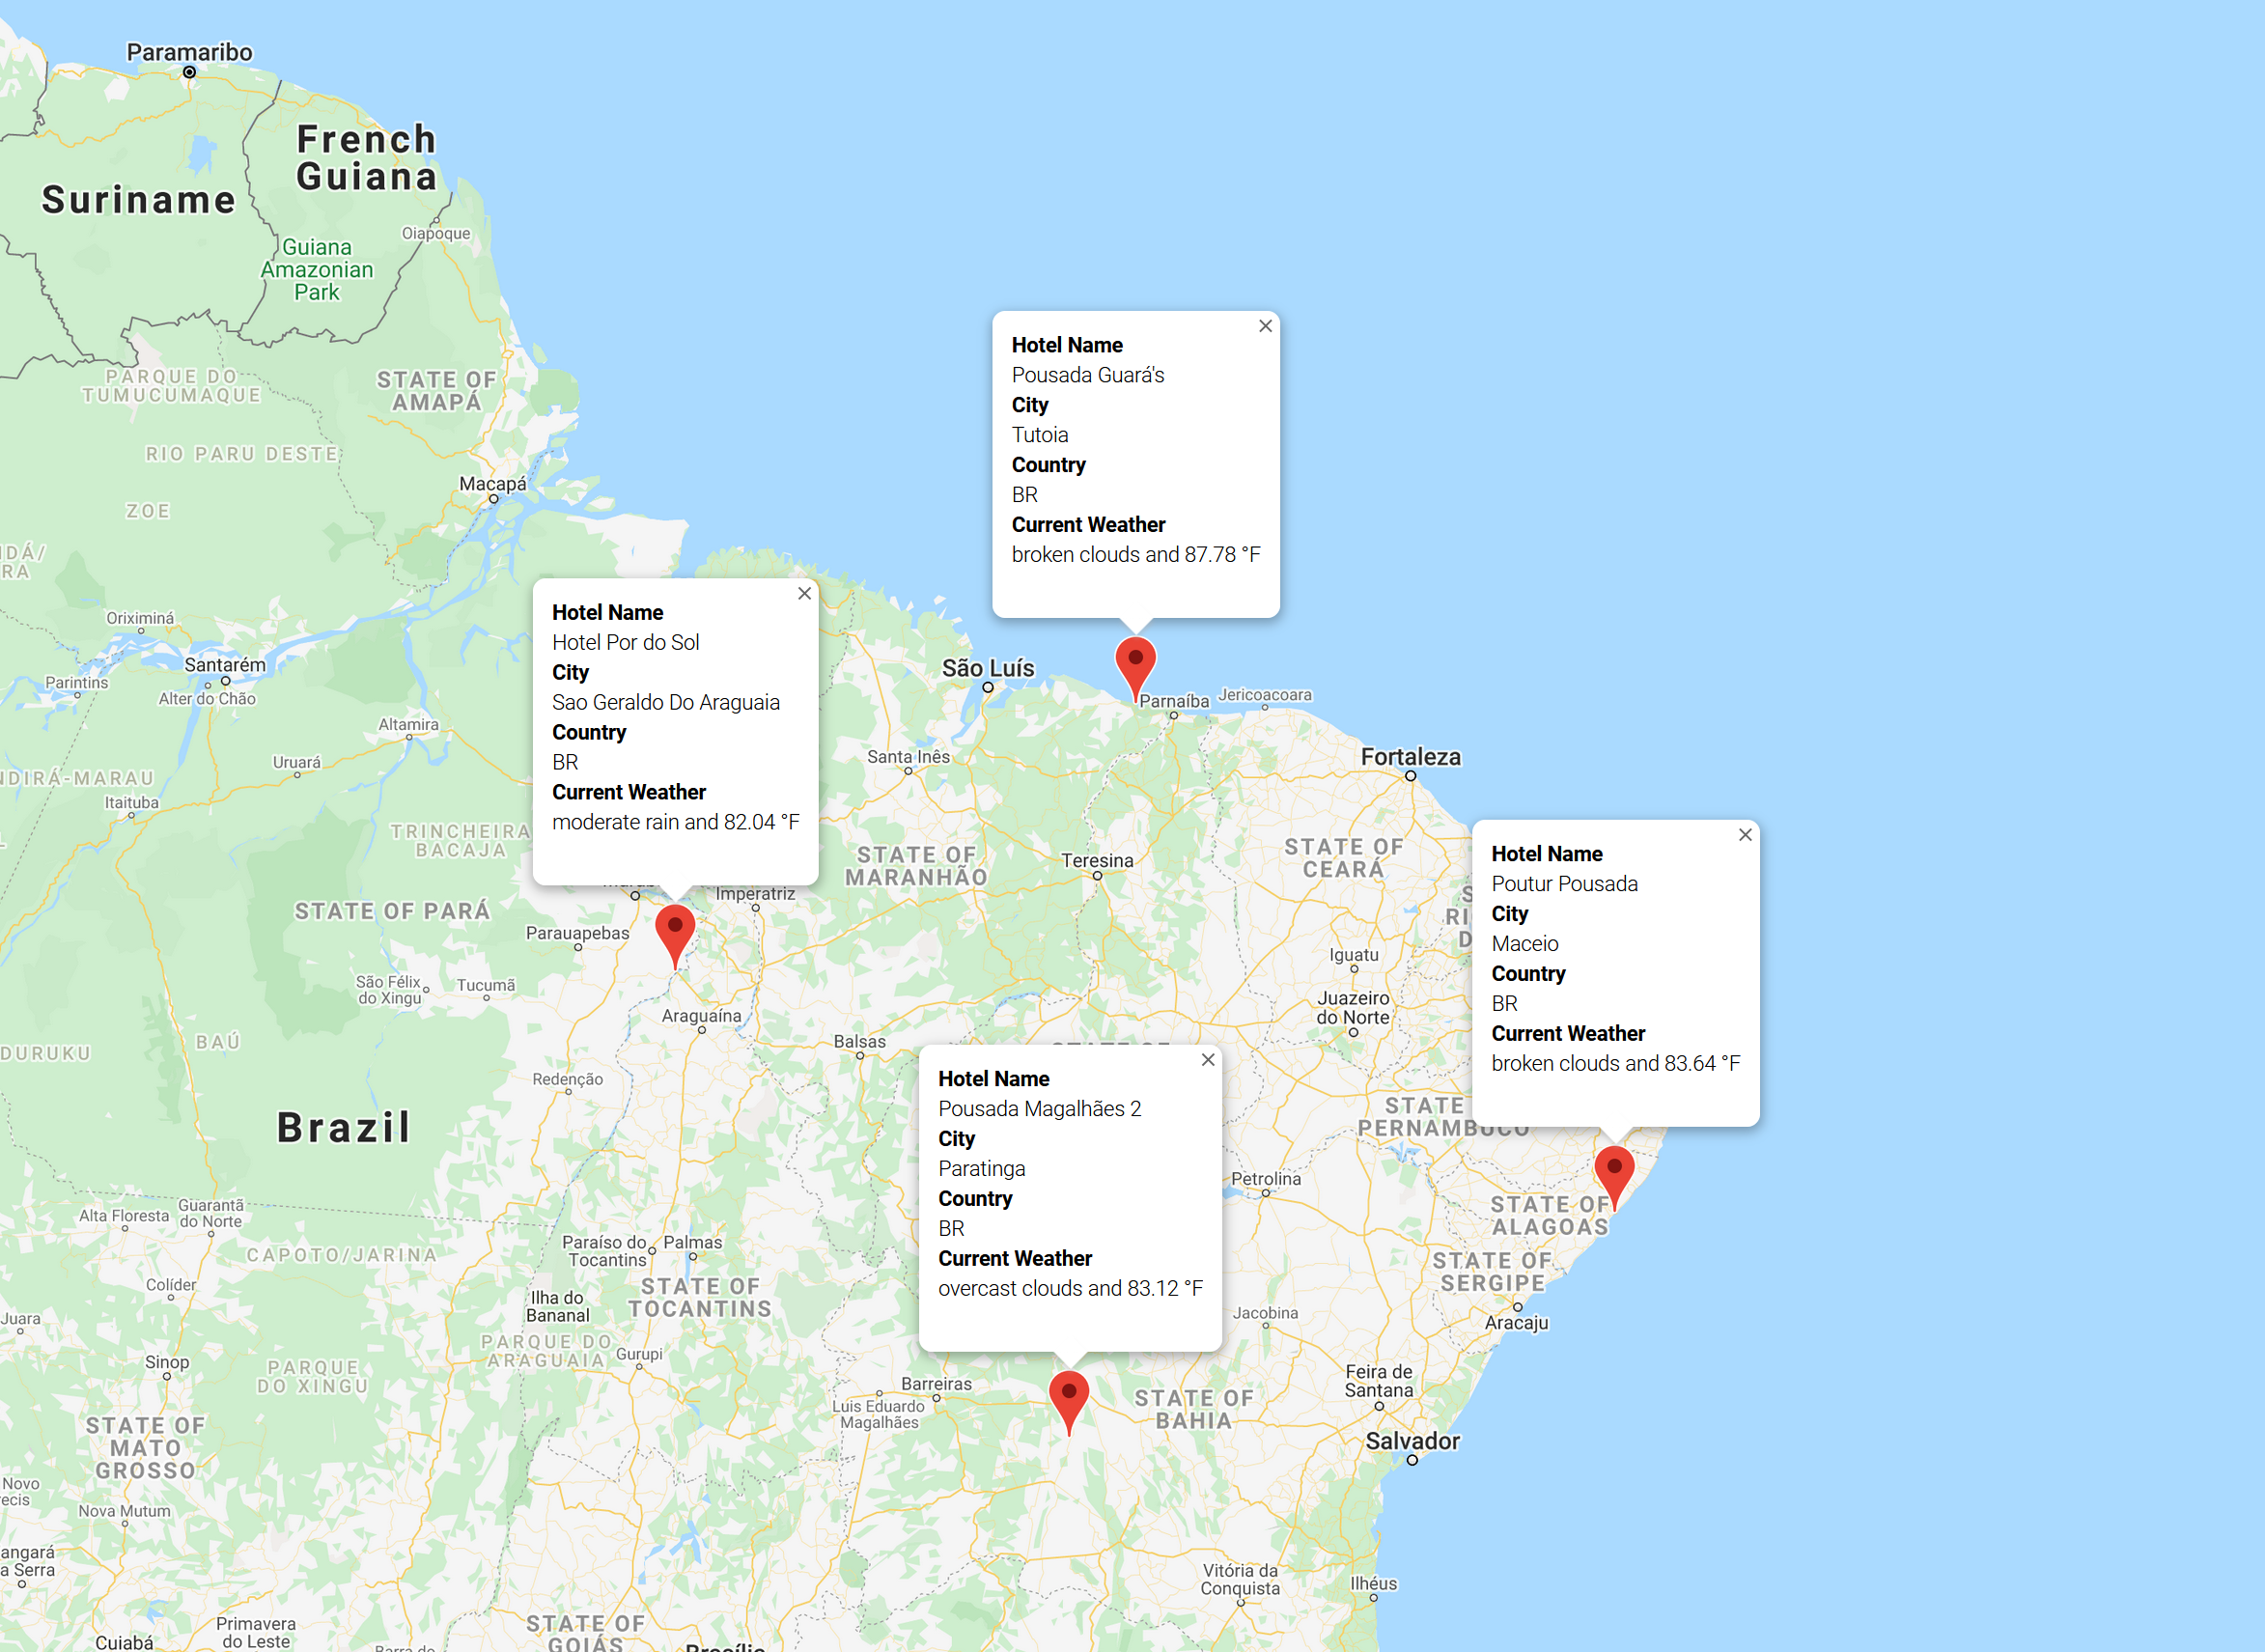 Paramaribo
French
Guiana
Suriname
Oiapoque
Guiana
Amazonian
Park
PARQUE DO
TUMUCUMAQUE
STATE OF
AMAPÁ
RIO PARU DESTE
Macapá
ZOE
Hotel Name
Pousada Guará's
City
Tutoia
Country
BR
Current Weather
broken clouds and 87.78 °F
Oriximiná
Santarém
Parintins
Alter do Chão
Altamira
Uruará
Itaituba
TRINCHEIRA
BACAJA
Hotel Name
Hotel Por do Sol
City
Sao Geraldo Do Araguaia
Country
BR
Current Weather
moderate rain and 82.04 °F
São Luís
Parnaíba
Jericoacoara
Santa Inês
Fortaleza
STATE OF
MARANHÃO
Teresina
STATE OF
CEARÁ
Imperatriz
STATE OF PARÁ
Parauapebas
São Félix
do Xingu
Tucumã
Araguaína
BAÚ
Balsas
Iguatu
Juazeiro
do Norte
Hotel Name
Poutur Pousada
City
Maceio
Country
BR
Current Weather
broken clouds and 83.64 °F
Redenção
Brazil
STATE
PERNAMBUCO
Hotel Name
Pousada Magalhães 2
City
Paratinga
Country
BR
Current Weather
overcast clouds and 83.12 °F
Petrolina
STATE OF
ALAGOAS
STATE OF
SERGIPE
Aracaju
Alta Floresta
Guarantã
do Norte
CAPOTO/JARINA
Colíder
Paraíso do
Tocantins
Palmas
STATE OF
TOCANTINS
Ilha do
Bananal
PARQUE DO
ARAGUAIA
Gurupi
Juara
Sinop
PARQUE
DO XINGU
Jacobina
Barreiras
Luis Eduardo
Magalhães
STATE OF
BAHIA
Feira de
Santana
Salvador
STATE OF
MATO
GROSSO
Novo
Nova Mutum
a Serra
Vitória da
Conquista
Ilhéus
Primavera
do Leste
Cuiabá
STATE OF
GOIÁS
Brasília